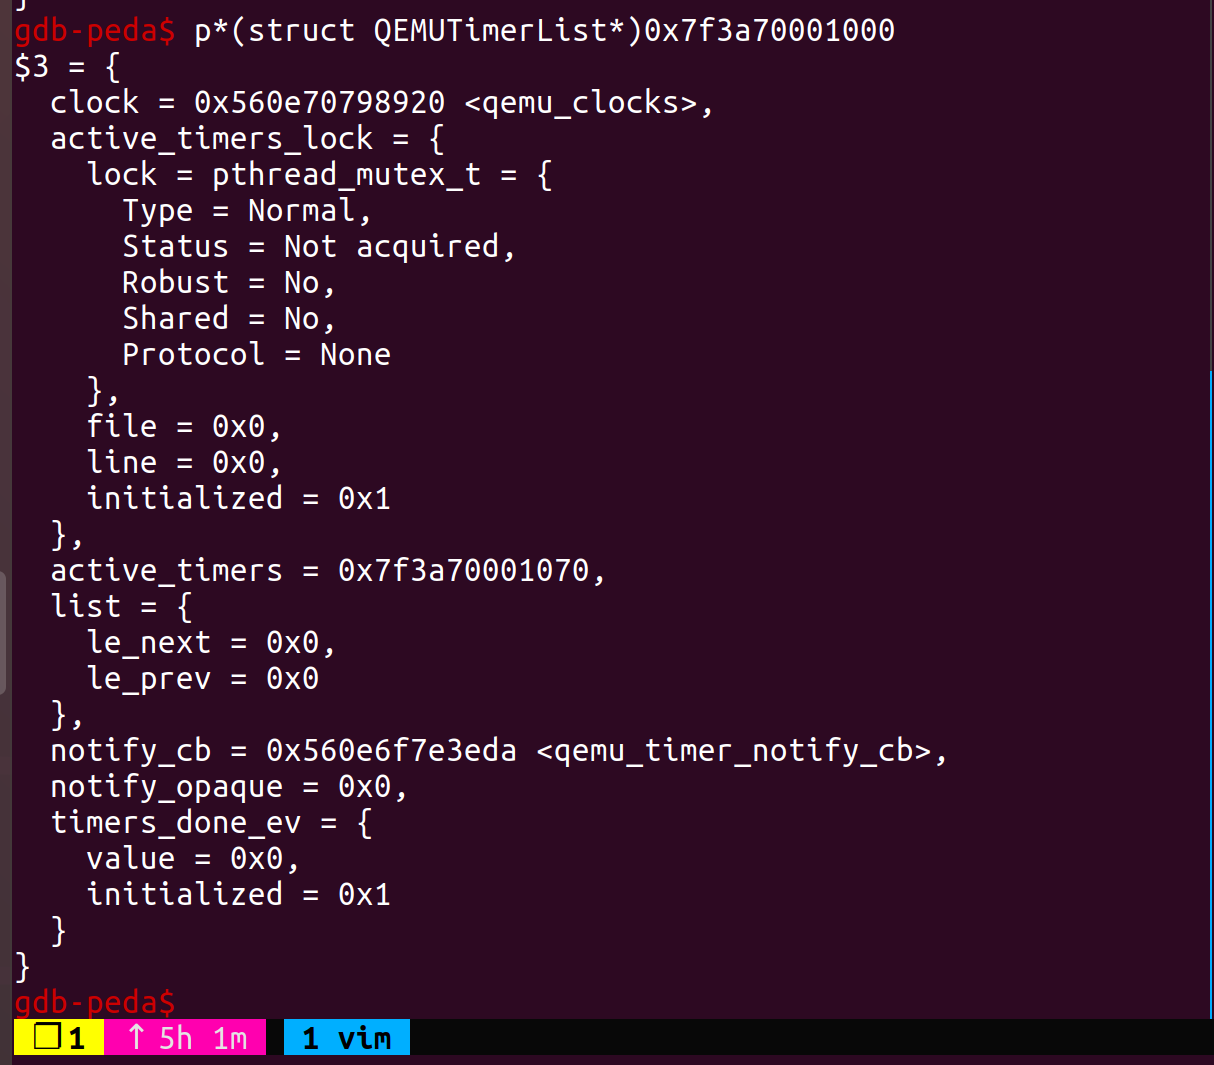 gdb-peda$ p*(struct QEMUTimerList*)0x7f3a70001000
$3 = {
  clock = 0x560e70798920 <qemu_clocks>,
  active_timers_lock = {
    lock = pthread_mutex_t = {
      Type = Normal,
      Status = Not acquired,
      Robust = No,
      Shared = No,
      Protocol = None
    },
    file = 0x0,
    line = 0x0,
    initialized = 0x1
  },
  active_timers = 0x7f3a70001070,
  list = {
    le_next = 0x0,
    le_prev = 0x0
  },
  notify_cb = 0x560e6f7e3eda <qemu_timer_notify_cb>,
  notify_opaque = 0x0,
  timers_done_ev = {
    value = 0x0,
    initialized = 0x1
  }
}
gdb-peda$
❐ 1 ↑ 5h 1m 1 vim